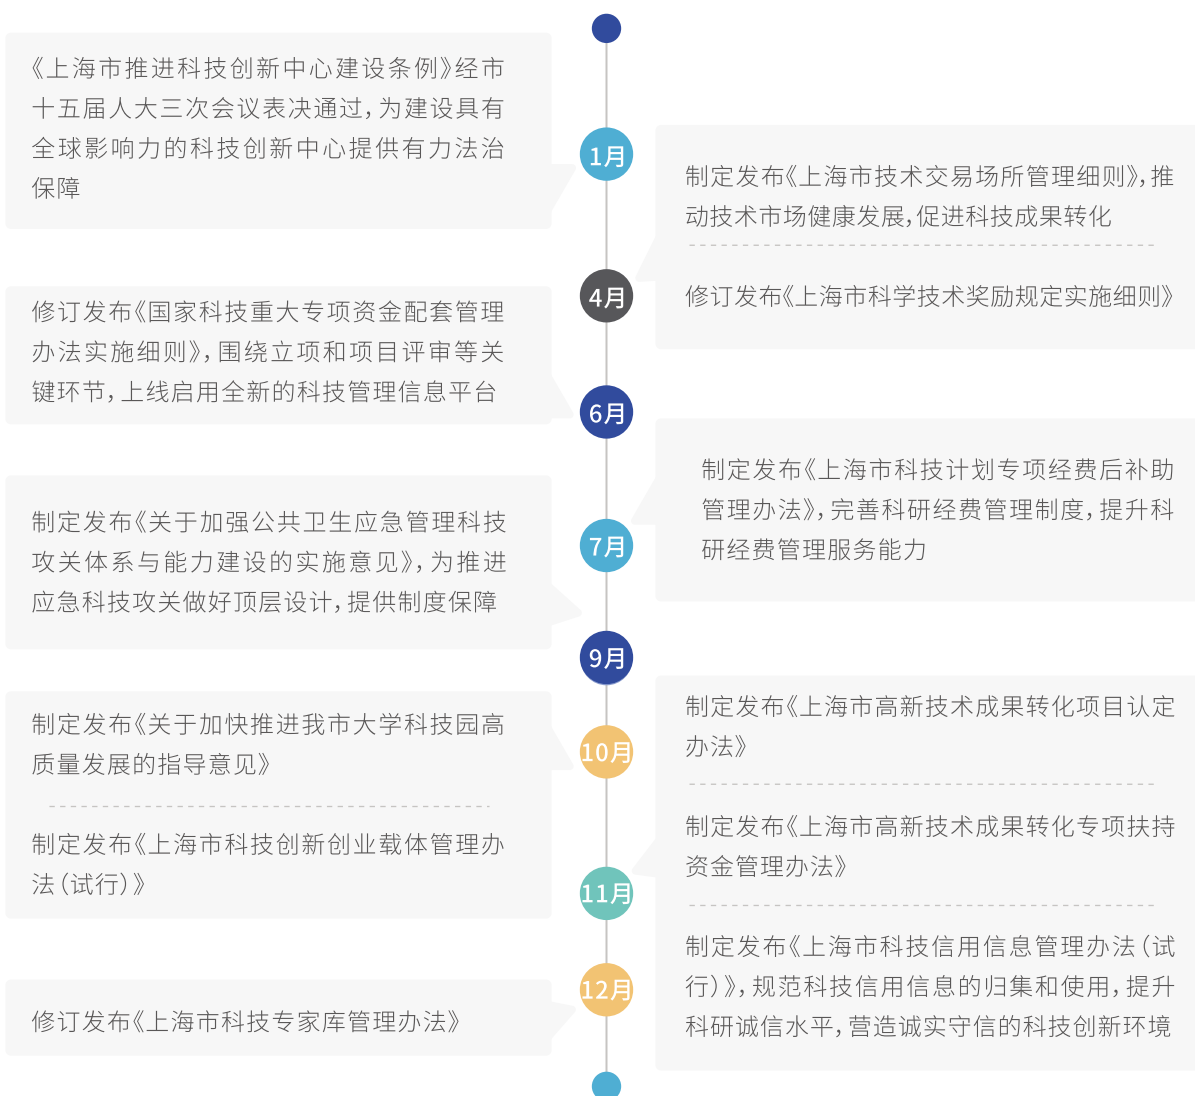 《上海市推进科技创新中心建设条例》经市
十五届人大三次会议表决通过，为建设具有
全球影响力的科技创新中心提供有力法治
保障
1月
制定发布《上海市技术交易场所管理细则》，推
动技术市场健康发展，促进科技成果转化
修订发布《上海市科学技术奖励规定实施细则》
4月
修订发布《国家科技重大专项资金配套管理
办法实施细则》，围绕立项和项目评审等关
键环节，上线启用全新的科技管理信息平台
6月
制定发布《上海市科技计划专项经费后补助
管理办法》，完善科研经费管理制度，提升科
研经费管理服务能力
7月
制定发布《关于加强公共卫生应急管理科技
攻关体系与能力建设的实施意见》，为推进
应急科技攻关做好顶层设计，提供制度保障
9月
制定发布《关于加快推进我市大学科技园高
质量发展的指导意见》
制定发布《上海市科技创新创业载体管理办
法（试行）》
10月
制定发布《上海市高新技术成果转化项目认定
办法》
制定发布《上海市高新技术成果转化专项扶持
资金管理办法》
制定发布《上海市科技信用信息管理办法（试
行）》，规范科技信用信息的归集和使用，提升
科研诚信水平，营造诚实守信的科技创新环境
11月
修订发布《上海市科技专家库管理办法》
12月